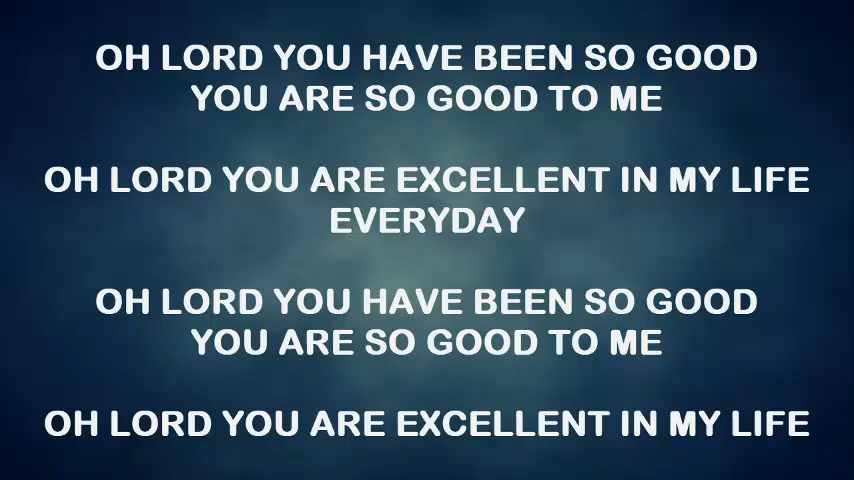 OH LORD YOU HAVE BEEN SO GOOD
YOU ARE SO GOOD TO ME
OH LORD YOU ARE EXCELLENT IN MY LIFE
EVERYDAY
OH LORD YOU HAVE BEEN SO GOOD
YOU ARE SO GOOD TO ME
OH LORD YOU ARE EXCELLENT IN MY LIFE